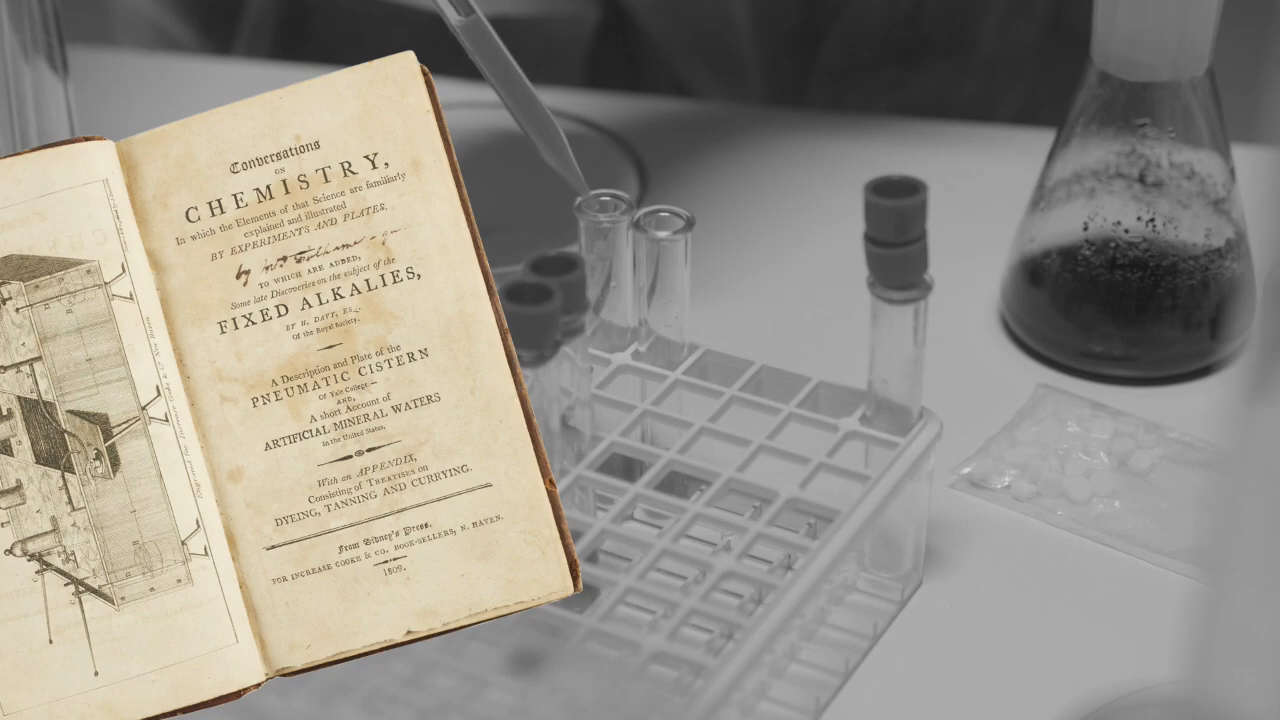 Conversations
ON
CHEMISTRY,
In which the Elements of that Science are familiarly
explained and illustrated
BY EXPERIMENTS AND PLATES,
by
TO WHICH ARE ADDED,
Some late Discoveries on the subject of the
FIXED ALKALIES,
BY H. DAVY, ESQ.
Of the Royal Society.
A Description and Plate of the
PNEUMATIC CISTERN
Of Yale College.—
AND,
A short Account of
ARTIFICIAL MINERAL WATERS
In the United States.
With an APPENDIX,
Consisting of TREATISES on
DYEING, TANNING AND CURRYING.
From Sidney's Press.
FOR INCREASE COOKE & CO. BOOK-SELLERS, N. HAVEN.
1809.